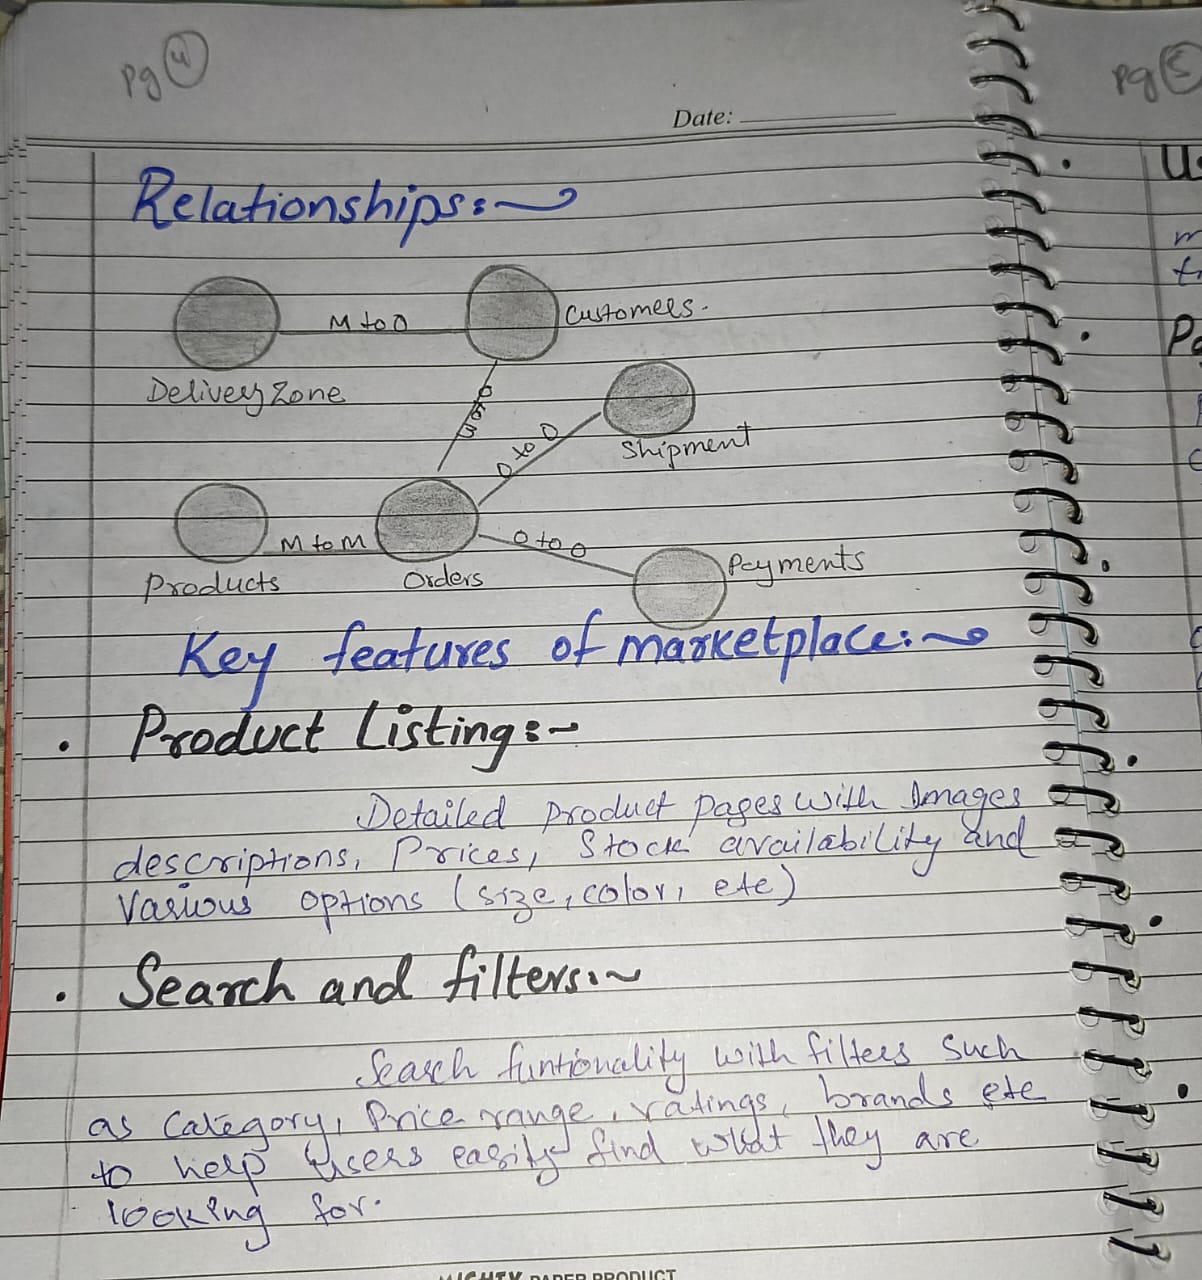 pg 4
pg 5
Date:
Relationships:~
M to O
Customers.
Delivery Zone
O to M
O to O
Shipment
M to M
O to O
Products
Orders
Payments
Key features of marketplace:~
• Product Listing:~
Detailed product pages with Images
descriptions, Prices, Stock availability and
Various options (size, color, etc)
• Search and filters:~
Search funtionality with filters such
as Category, Price range, ratings, brands etc
to help users easily find what they are
looking for.
MIGHTY PAPER PRODUCT